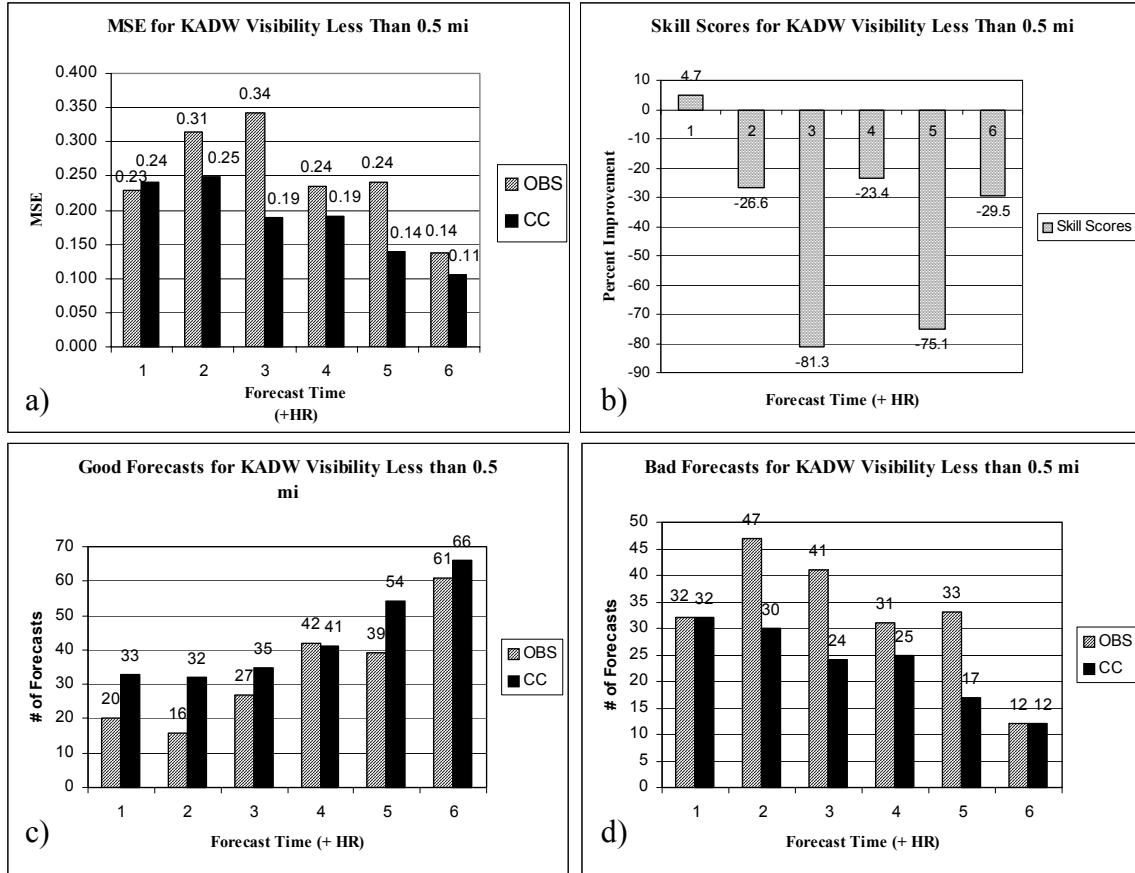 MSE for KADW Visibility Less Than 0.5 mi
MSE
0.400
0.350
0.300
0.250
0.200
0.150
0.100
0.050
0.000
0.23
0.24
0.31
0.25
0.34
0.19
0.24
0.19
0.24
0.14
0.14
0.11
1 2 3 4 5 6
Forecast Time
(+HR)
OBS
CC
a)
Skill Scores for KADW Visibility Less Than 0.5 mi
Percent Improvement
10
0
-10
-20
-30
-40
-50
-60
-70
-80
-90
4.7
1 2 3 4 5 6
-26.6
-81.3
-23.4
-75.1
-29.5
Forecast Time (+ HR)
Skill Scores
b)
Good Forecasts for KADW Visibility Less than 0.5
mi
# of Forecasts
70
60
50
40
30
20
10
0
20
33
16
32
27
35
42
41
39
54
61
66
1 2 3 4 5 6
Forecast Time (+ HR)
OBS
CC
c)
Bad Forecasts for KADW Visibility Less than 0.5 mi
# of Forecasts
50
45
40
35
30
25
20
15
10
5
0
32
32
47
30
41
24
31
25
33
17
12
12
1 2 3 4 5 6
Forecast Time (+ HR)
OBS
CC
d)